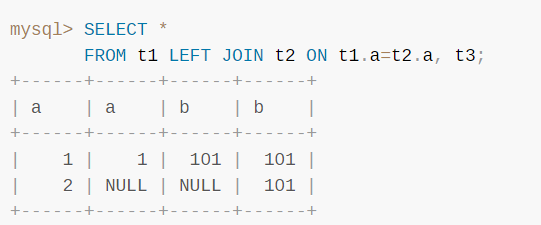 mysql> SELECT *
       FROM t1 LEFT JOIN t2 ON t1.a=t2.a, t3;
+------+------+------+------+
| a    | a    | b    | b    |
+------+------+------+------+
|    1 |    1 |  101 |  101 |
|    2 | NULL | NULL |  101 |
+------+------+------+------+